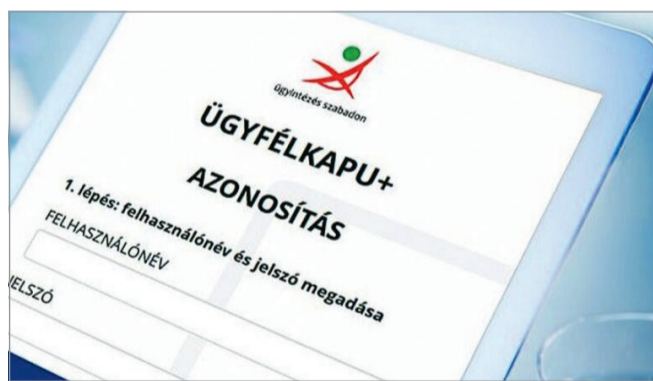 ügyintézés szabadon
ÜGYFÉLKAPU+
AZONOSÍTÁS
1. lépés: felhasználónév és jelszó megadása
FELHASZNÁLÓNÉV
JELSZÓ